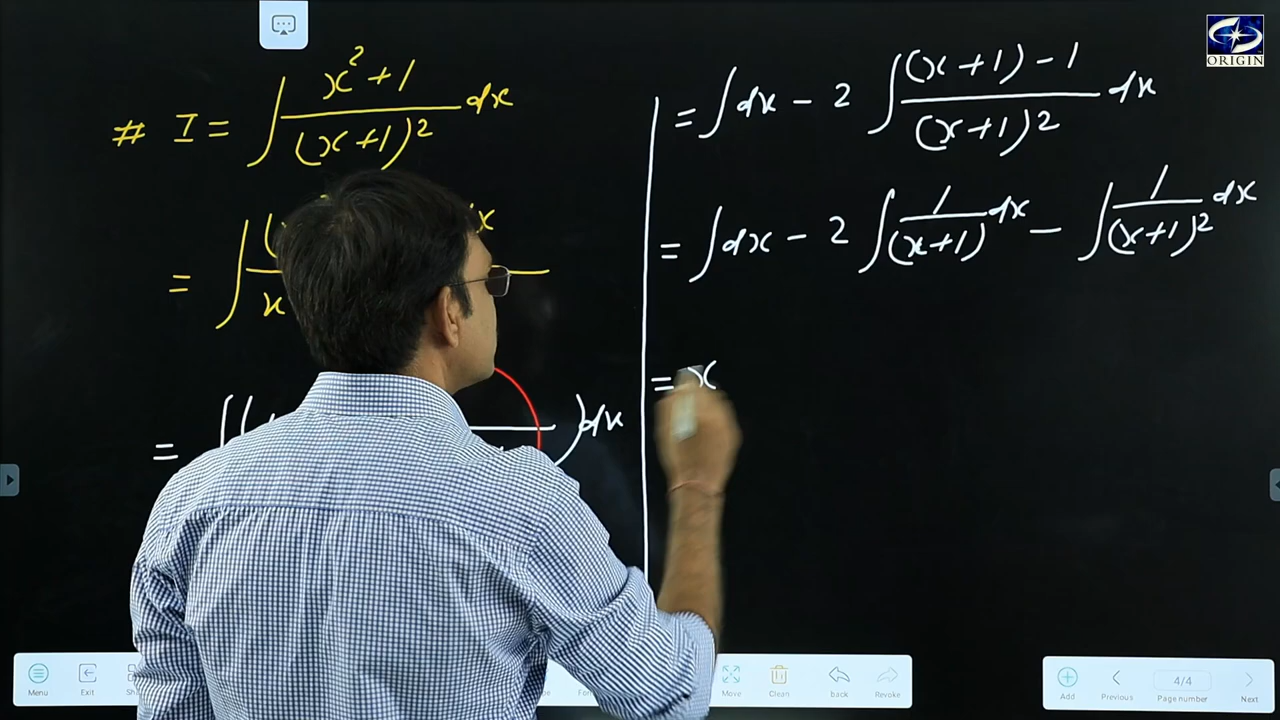 # I = ∫ x² + 1 / (x+1)² dx
= ∫
= ∫ ) dx
= ∫ dx - 2 ∫ (x+1) - 1 / (x+1)² dx
= ∫ dx - 2 ∫ 1 / (x+1) dx - ∫ 1 / (x+1)² dx
= x
ORIGIN
Menu
Exit
Move
Clean
back
Revoke
Add
Previous
4/4
Page number
Next